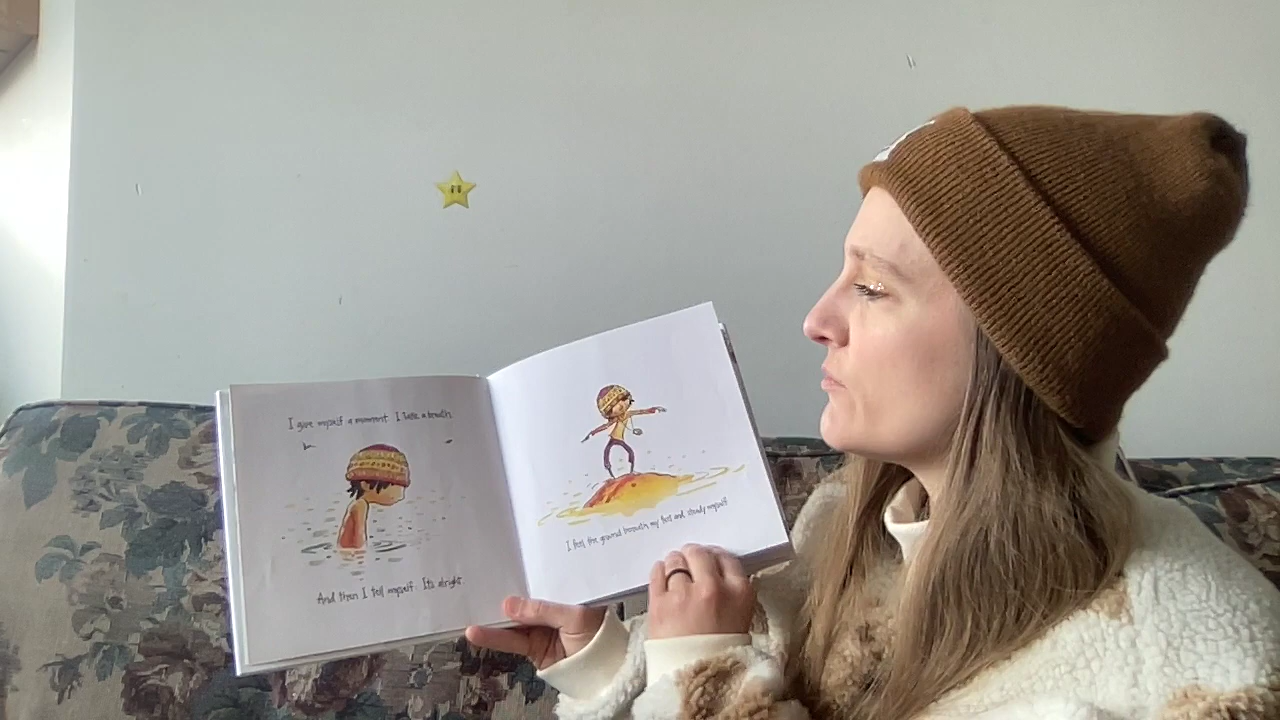 I give myself a moment. I take a breath.
And then I tell myself: It's alright.
I feel the ground beneath my feet and steady myself